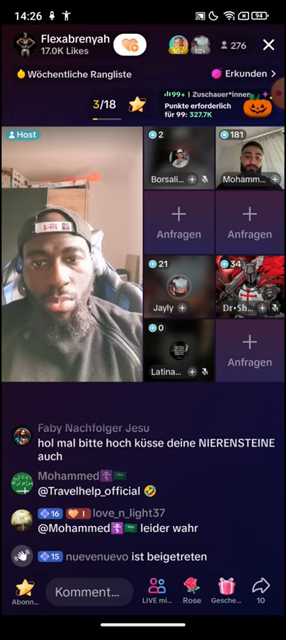 14:26
94
Flexabrenyah
17.0K Likes
276
Wöchentliche Rangliste
Erkunden >
3/18
99+ | Zuschauer*innen
Punkte erforderlich
für 99: 327.7K
Host
2
Borsali...
181
Mohamm...
Anfragen
Anfragen
21
Jayly
34
Dr•Sh...
0
Latina...
Anfragen
Faby Nachfolger Jesu
hol mal bitte hoch küsse deine NIERENSTEINE
auch
Mohammed
@Travelhelp_official 🤣
16 love_n_light37
@Mohammed leider wahr
15 nuevenuevo ist beigetreten
Abonn...
Komment...
LIVE mi...
Rose
Gesche...
10